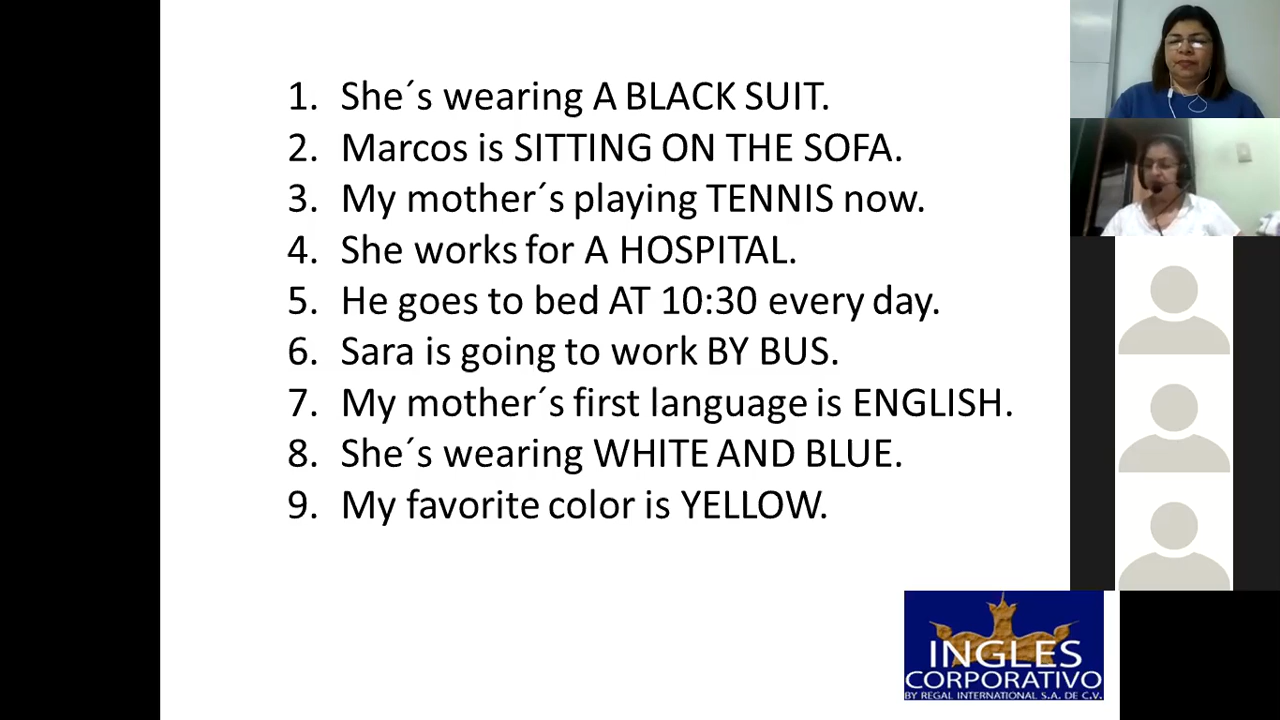 1. She´s wearing A BLACK SUIT.
2. Marcos is SITTING ON THE SOFA.
3. My mother´s playing TENNIS now.
4. She works for A HOSPITAL.
5. He goes to bed AT 10:30 every day.
6. Sara is going to work BY BUS.
7. My mother´s first language is ENGLISH.
8. She´s wearing WHITE AND BLUE.
9. My favorite color is YELLOW.
INGLES
CORPORATIVO
BY REGAL INTERNATIONAL S.A. DE C.V.